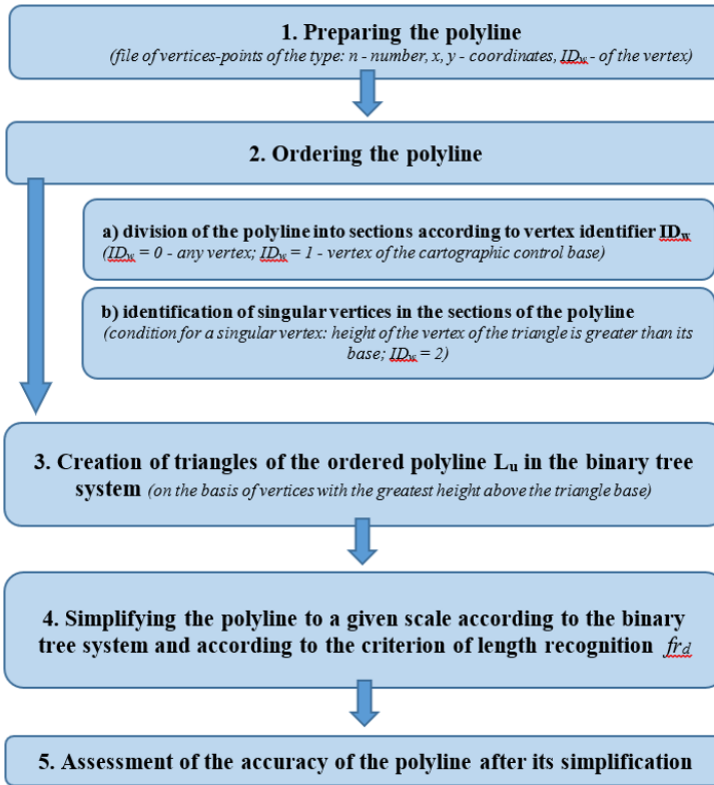 1. Preparing the polyline
(file of vertices-points of the type: n - number, x, y - coordinates, IDw - of the vertex)
2. Ordering the polyline
a) division of the polyline into sections according to vertex identifier IDw
(IDw = 0 - any vertex; IDw = 1 - vertex of the cartographic control base)
b) identification of singular vertices in the sections of the polyline
(condition for a singular vertex: height of the vertex of the triangle is greater than its
base; IDw = 2)
3. Creation of triangles of the ordered polyline Lu in the binary tree
system (on the basis of vertices with the greatest height above the triangle base)
4. Simplifying the polyline to a given scale according to the binary
tree system and according to the criterion of length recognition frd
5. Assessment of the accuracy of the polyline after its simplification